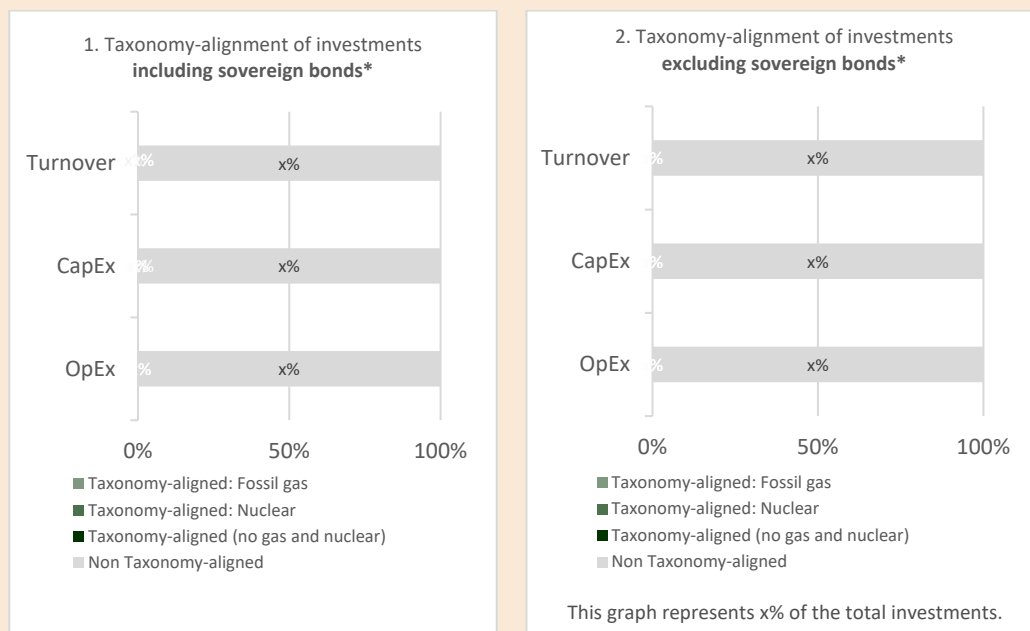 1. Taxonomy-alignment of investments
including sovereign bonds*
Turnover
x%
CapEx
x%
OpEx
%
x%
0%
50%
100%
Taxonomy-aligned: Fossil gas
Taxonomy-aligned: Nuclear
Taxonomy-aligned (no gas and nuclear)
Non Taxonomy-aligned
2. Taxonomy-alignment of investments
excluding sovereign bonds*
Turnover
%
x%
CapEx
%
x%
OpEx
%
x%
0%
50%
100%
Taxonomy-aligned: Fossil gas
Taxonomy-aligned: Nuclear
Taxonomy-aligned (no gas and nuclear)
Non Taxonomy-aligned
This graph represents x% of the total investments.